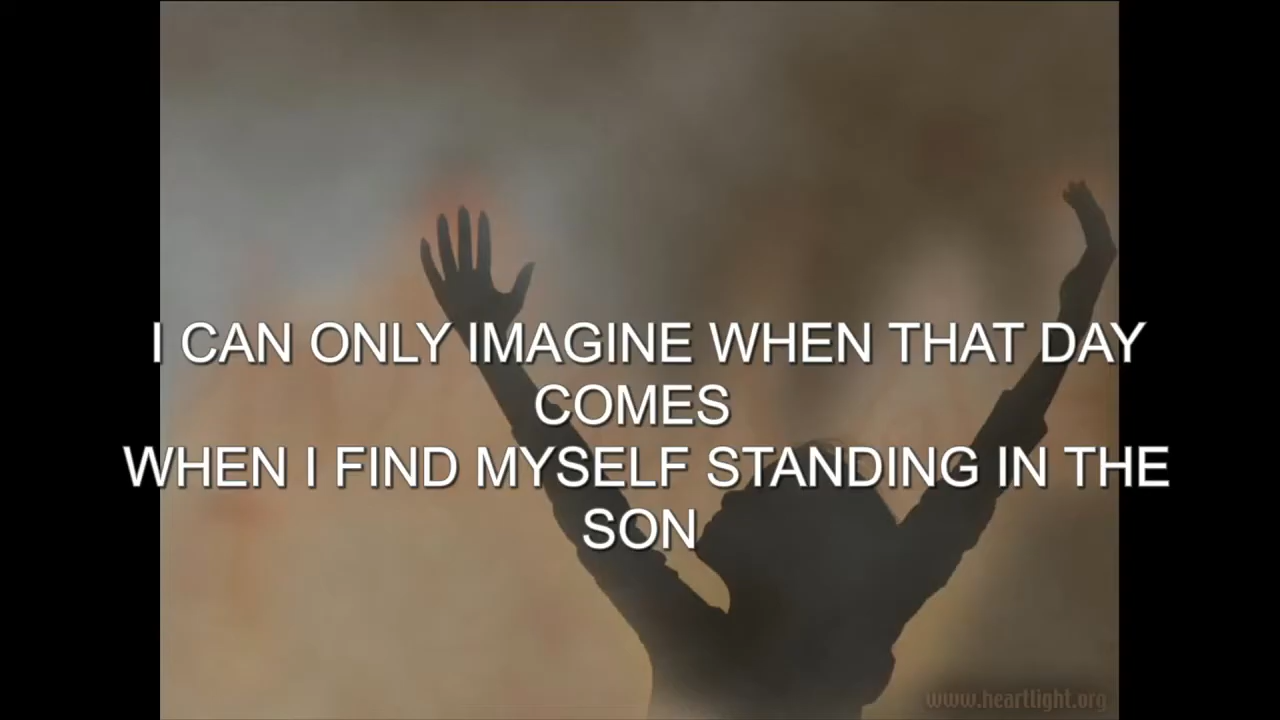 I CAN ONLY IMAGINE WHEN THAT DAY
COMES
WHEN I FIND MYSELF STANDING IN THE
SON
www.heartlight.org